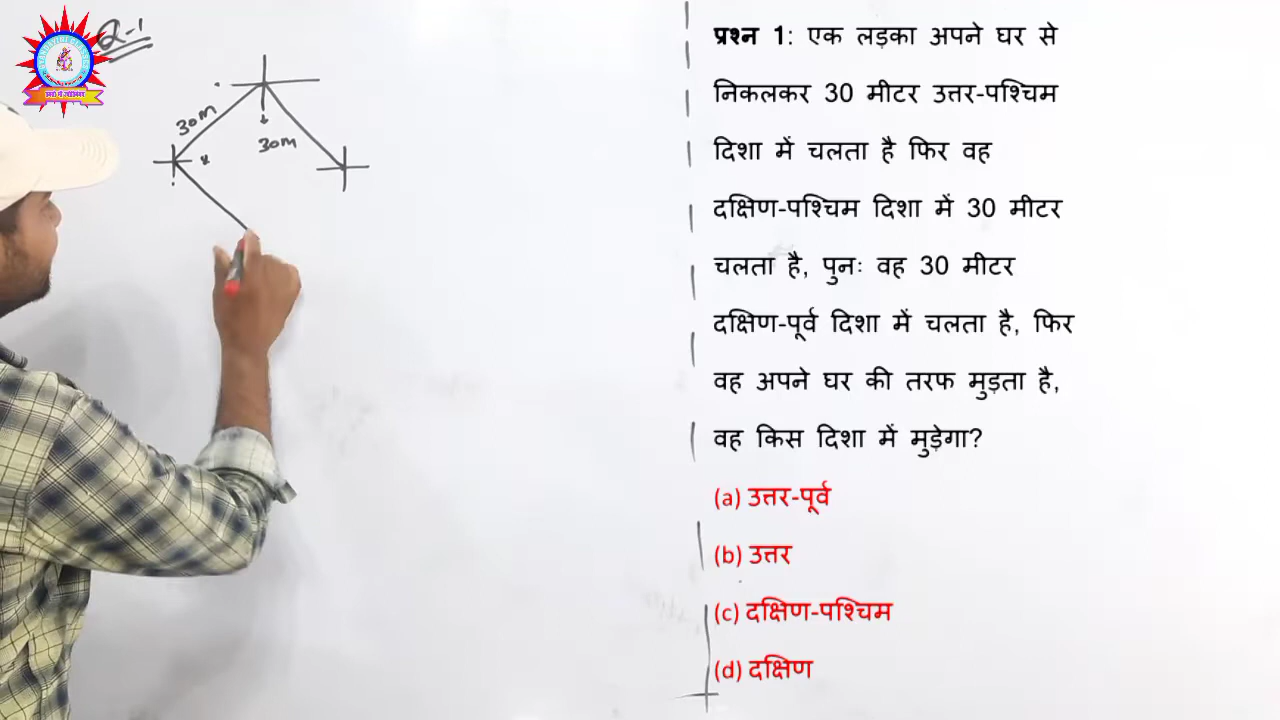 Q-1
30m
30m
प्रश्न 1: एक लड़का अपने घर से
निकलकर 30 मीटर उत्तर-पश्चिम
दिशा में चलता है फिर वह
दक्षिण-पश्चिम दिशा में 30 मीटर
चलता है, पुनः वह 30 मीटर
दक्षिण-पूर्व दिशा में चलता है, फिर
वह अपने घर की तरफ मुड़ता है,
वह किस दिशा में मुड़ेगा?
(a) उत्तर-पूर्व
(b) उत्तर
(c) दक्षिण-पश्चिम
(d) दक्षिण